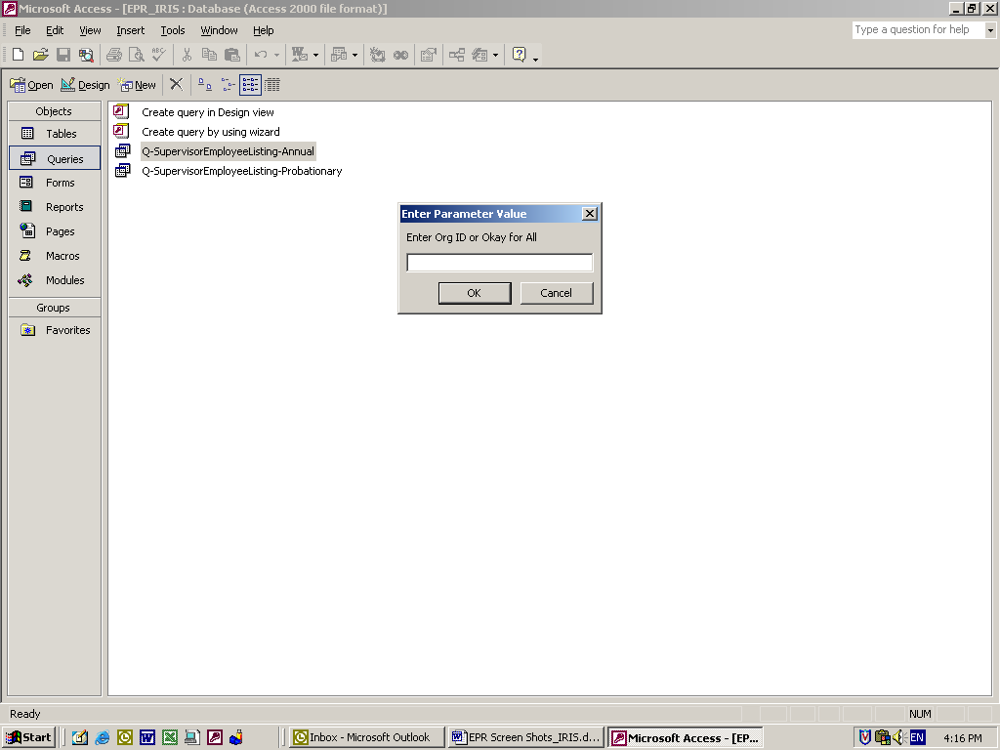 Microsoft Access - [EPR_IRIS : Database (Access 2000 file format)]
File Edit View Insert Tools Window Help
Type a question for help
Open Design New
Objects
Tables
Queries
Forms
Reports
Pages
Macros
Modules
Groups
Favorites
Create query in Design view
Create query by using wizard
Q-SupervisorEmployeeListing-Annual
Q-SupervisorEmployeeListing-Probationary
Enter Parameter Value
Enter Org ID or Okay for All
OK Cancel
Ready NUM
Start Inbox - Microsoft Outlook EPR Screen Shots_IRIS.d... Microsoft Access - [EP... EN 4:16 PM